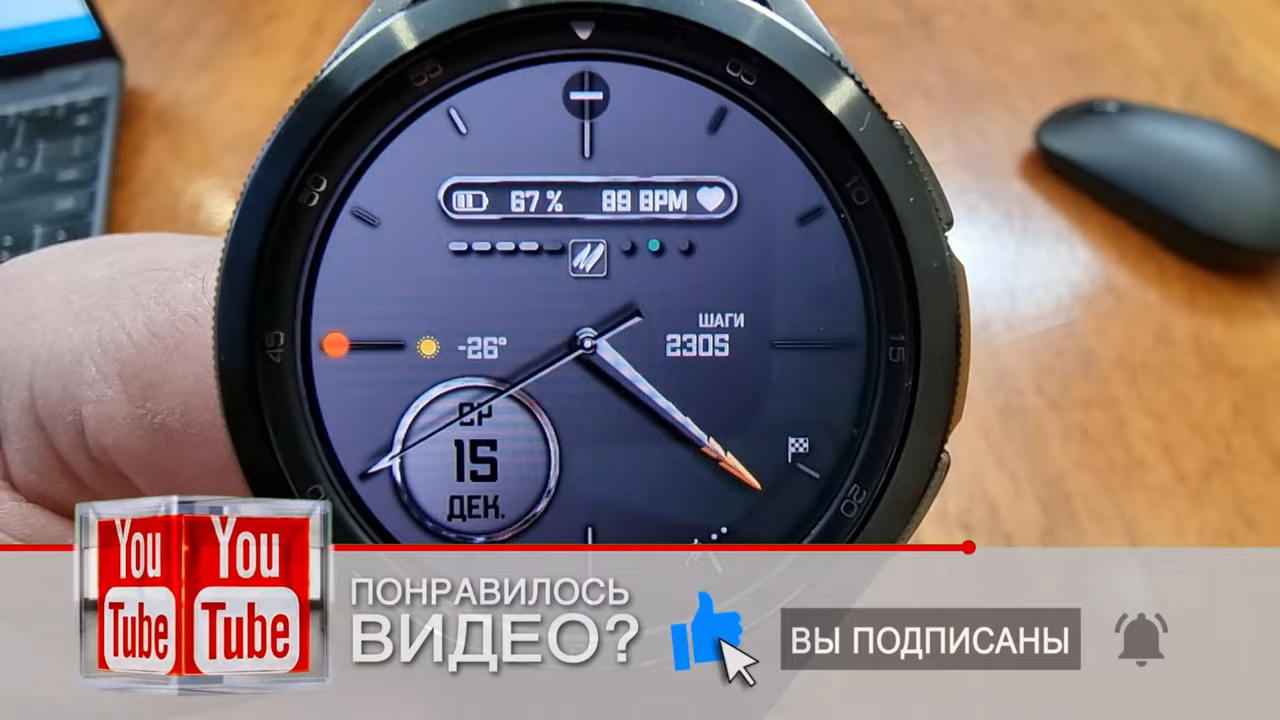 55
05
50
10
67 % 89 BPM
ШАГИ
-26° 2305
45
15
СР
15
ДЕК.
20
You You
Tube Tube
ПОНРАВИЛОСЬ
ВИДЕО?
ВЫ ПОДПИСАНЫ